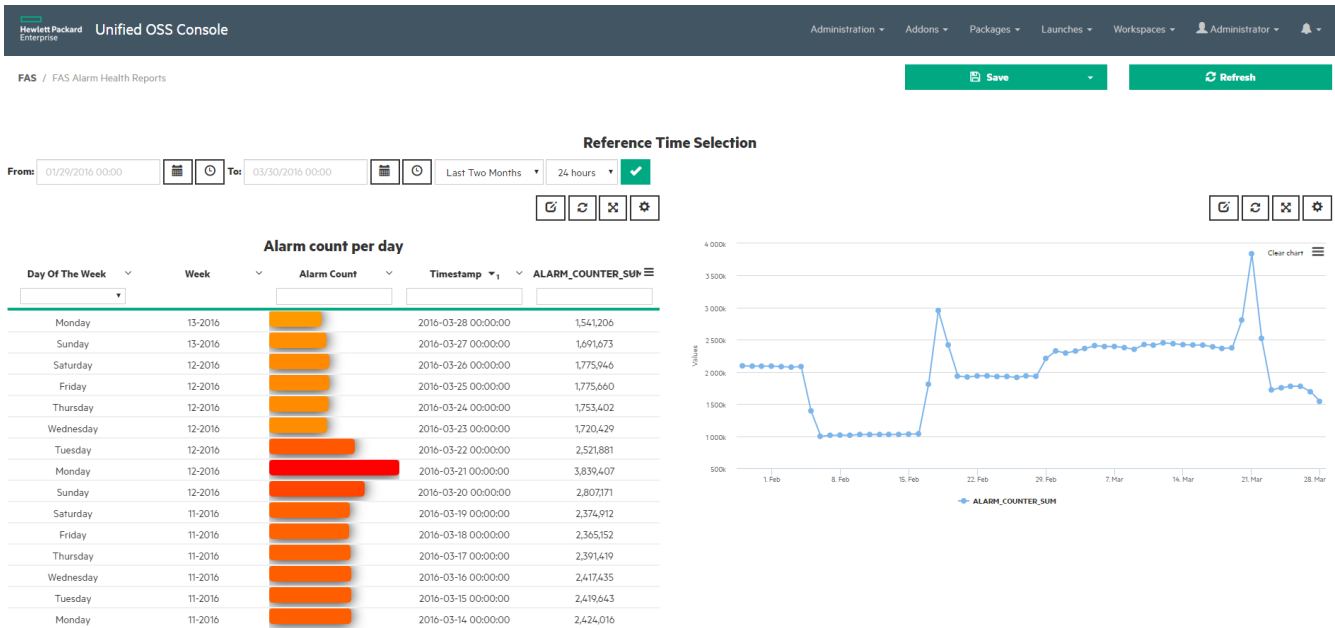 Hewlett Packard
Enterprise
Unified OSS Console
Administration
Addons
Packages
Launches
Workspaces
Administrator
FAS / FAS Alarm Health Reports
Save
Refresh
Reference Time Selection
From: 01/29/2016 00:00 To: 03/30/2016 00:00 Last Two Months 24 hours
Alarm count per day
Day Of The Week Week Alarm Count Timestamp 1 ALARM_COUNTER_SUM
Monday 13-2016 2016-03-28 00:00:00 1,541,206
Sunday 13-2016 2016-03-27 00:00:00 1,691,673
Saturday 12-2016 2016-03-26 00:00:00 1,775,946
Friday 12-2016 2016-03-25 00:00:00 1,775,660
Thursday 12-2016 2016-03-24 00:00:00 1,753,402
Wednesday 12-2016 2016-03-23 00:00:00 1,720,429
Tuesday 12-2016 2016-03-22 00:00:00 2,521,881
Monday 12-2016 2016-03-21 00:00:00 3,839,407
Sunday 12-2016 2016-03-20 00:00:00 2,807,171
Saturday 11-2016 2016-03-19 00:00:00 2,374,912
Friday 11-2016 2016-03-18 00:00:00 2,365,152
Thursday 11-2016 2016-03-17 00:00:00 2,391,419
Wednesday 11-2016 2016-03-16 00:00:00 2,417,435
Tuesday 11-2016 2016-03-15 00:00:00 2,419,643
Monday 11-2016 2016-03-14 00:00:00 2,424,016
Clear chart
Values
4 000k
3 500k
3 000k
2 500k
2 000k
1 500k
1 000k
500k
1. Feb 8. Feb 15. Feb 22. Feb 29. Feb 7. Mar 14. Mar 21. Mar 28. Mar
ALARM_COUNTER_SUM